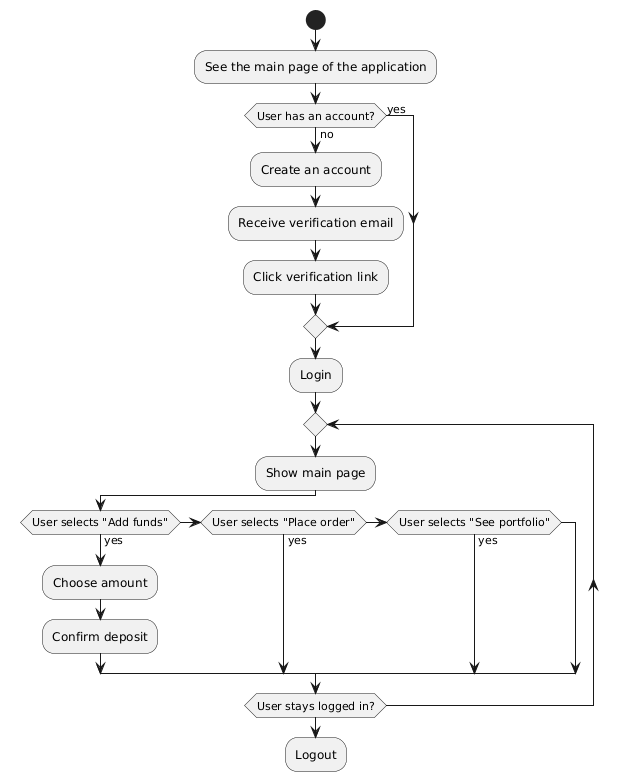 See the main page of the application
User has an account?
yes
no
Create an account
Receive verification email
Click verification link
Login
Show main page
User selects "Add funds"
User selects "Place order"
User selects "See portfolio"
yes
yes
yes
Choose amount
Confirm deposit
User stays logged in?
Logout